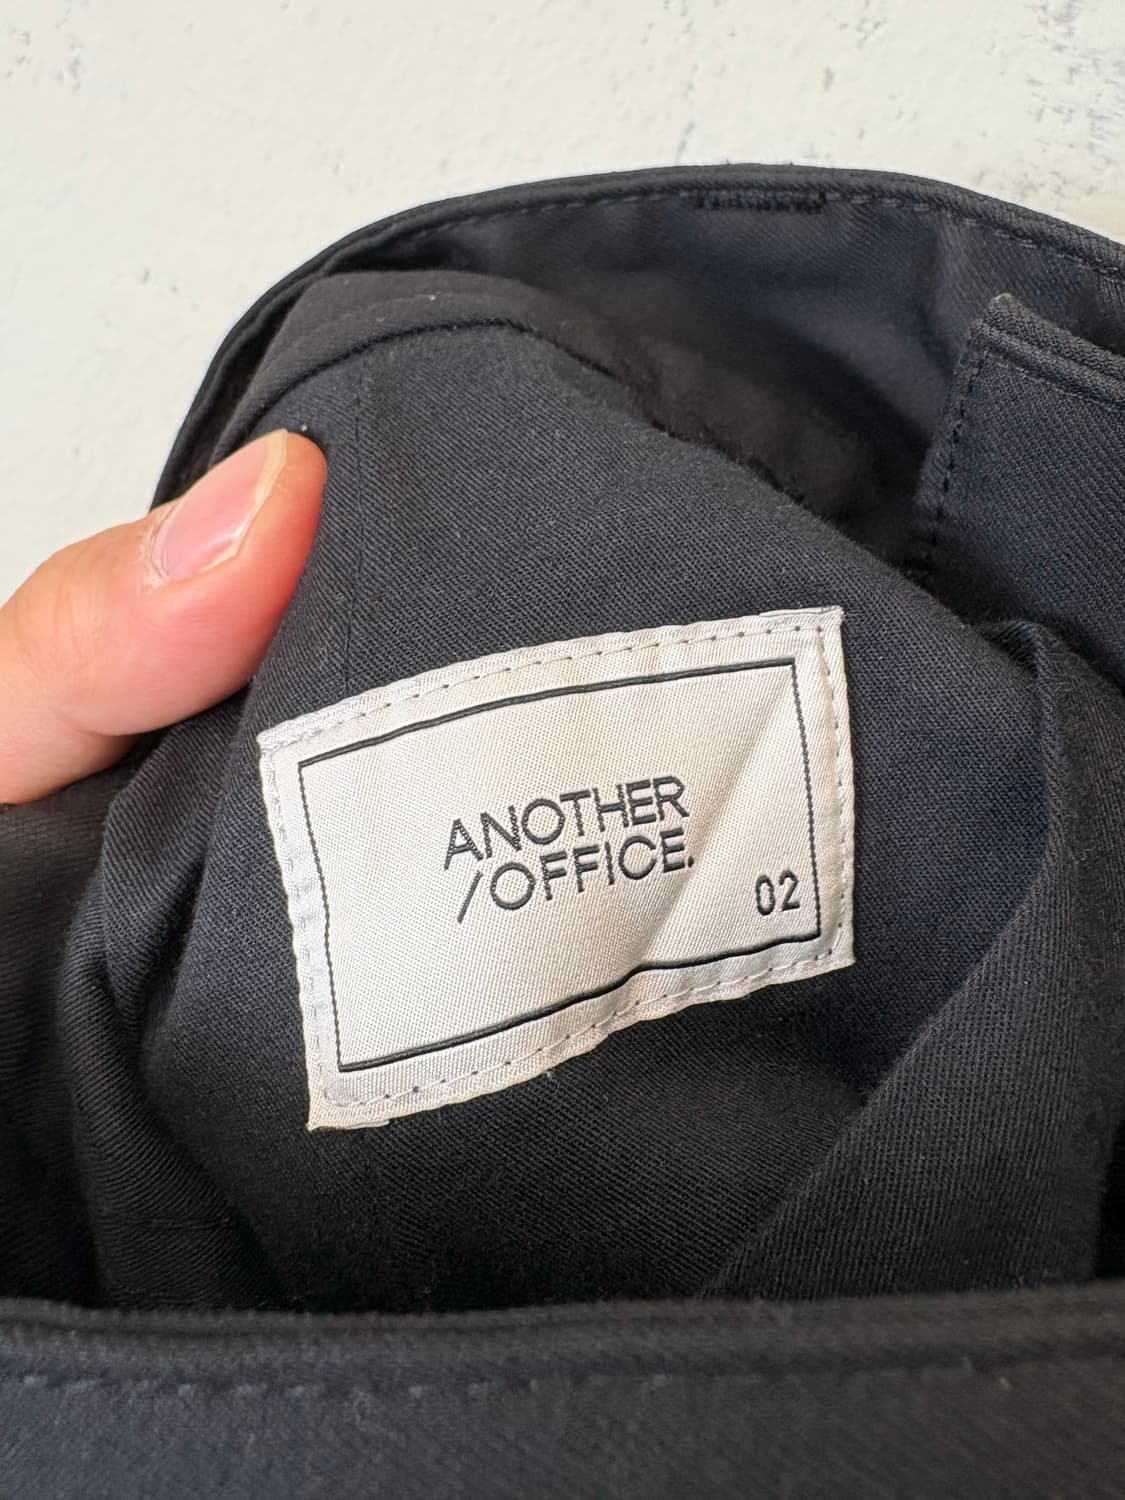 ANOTHER
/OFFICE.
02